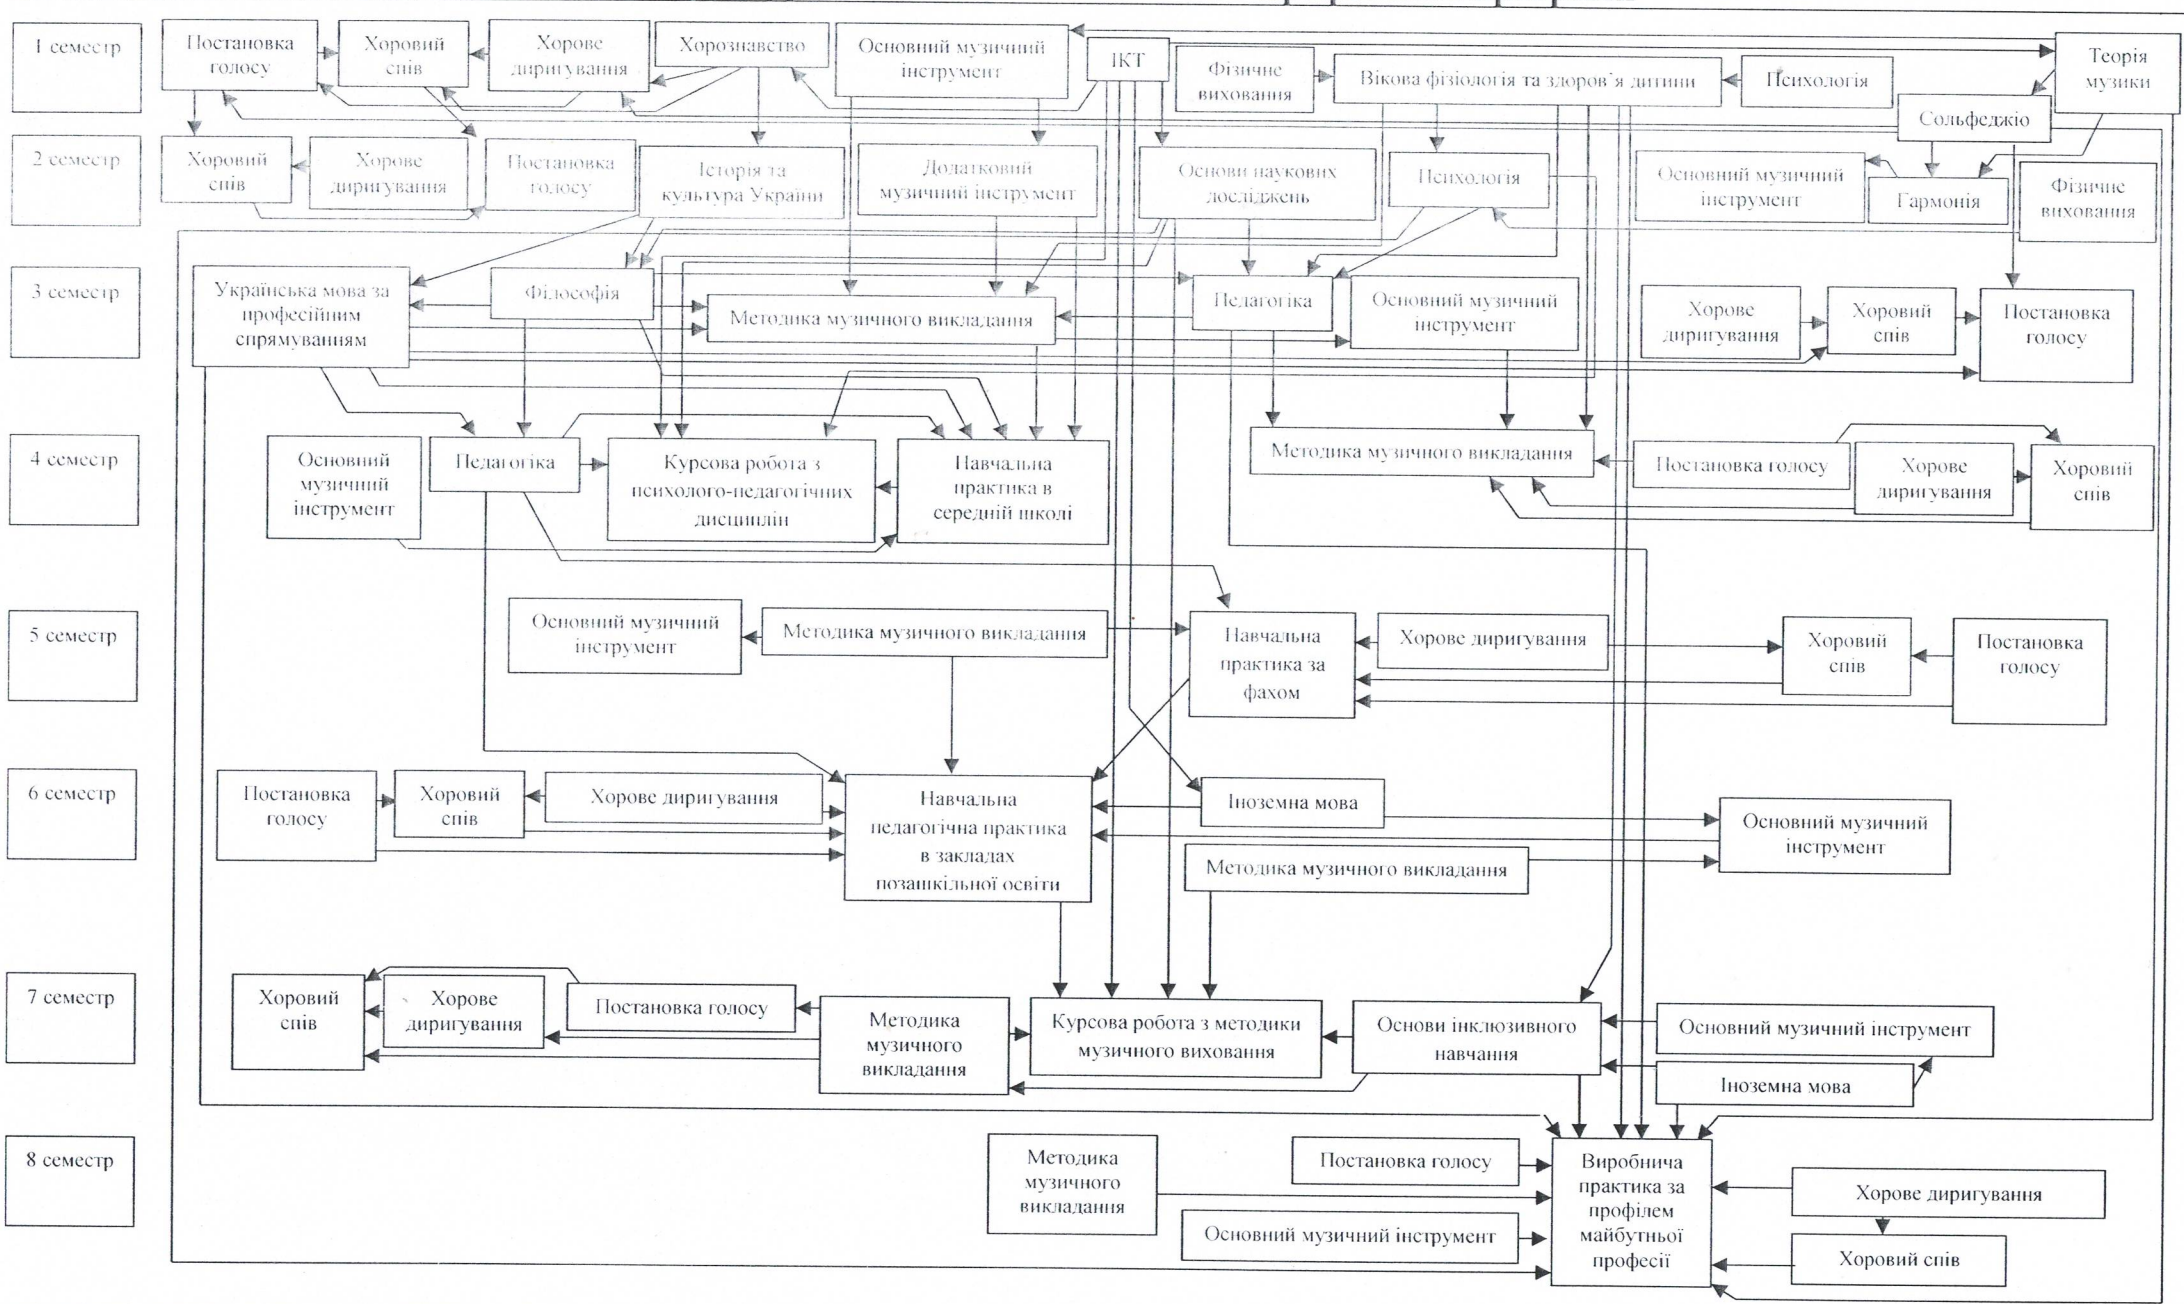 1 семестр
Постановка
голосу
Хоровий
спів
Хорове
диригування
Хорознавство
Основний музичний
інструмент
ІКТ
Фізичне
виховання
Вікова фізіологія та здоров'я дитини
Психологія
Теорія
музики
Сольфеджіо
2 семестр
Хоровий
спів
Хорове
диригування
Постановка
голосу
Історія та
культура України
Додатковий
музичний інструмент
Основи наукових
досліджень
Психологія
Основний музичний
інструмент
Гармонія
Фізичне
виховання
3 семестр
Українська мова за
професійним
спрямуванням
Філософія
Методика музичного викладання
Педагогіка
Основний музичний
інструмент
Хорове
диригування
Хоровий
спів
Постановка
голосу
4 семестр
Основний
музичний
інструмент
Педагогіка
Курсова робота з
психолого-педагогічних
дисциплін
Навчальна
практика в
середній школі
Методика музичного викладання
Постановка голосу
Хорове
диригування
Хоровий
спів
5 семестр
Основний музичний
інструмент
Методика музичного викладання
Навчальна
практика за
фахом
Хорове диригування
Хоровий
спів
Постановка
голосу
6 семестр
Постановка
голосу
Хоровий
спів
Хорове диригування
Навчальна
педагогічна практика
в закладах
позашкільної освіти
Іноземна мова
Методика музичного викладання
Основний музичний
інструмент
7 семестр
Хоровий
спів
Хорове
диригування
Постановка голосу
Методика
музичного
викладання
Курсова робота з методики
музичного виховання
Основи інклюзивного
навчання
Основний музичний інструмент
Іноземна мова
8 семестр
Методика
музичного
викладання
Постановка голосу
Основний музичний інструмент
Виробнича
практика за
профілем
майбутньої
професії
Хорове диригування
Хоровий спів